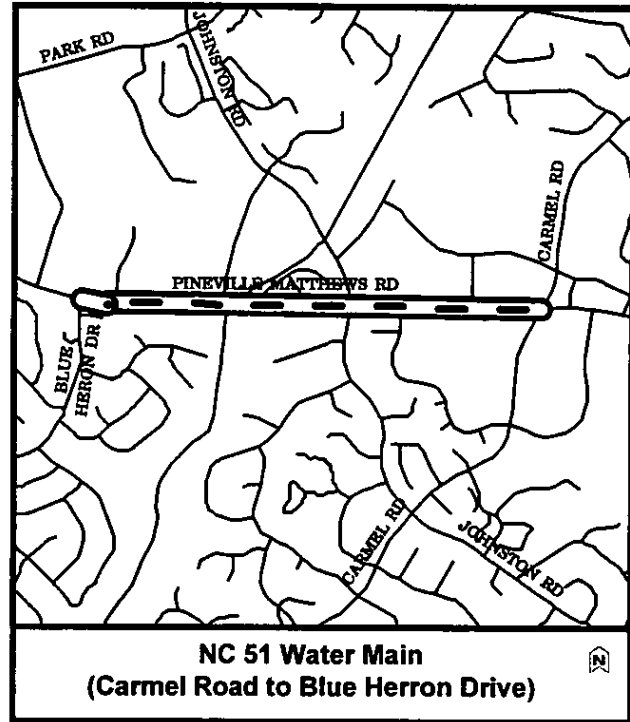 PARK RD
JOHNSTON RD
CARMEL RD
PINEVILLE MATTHEWS RD
BLUE
HERON DR
CARMEL RD
JOHNSTON RD
NC 51 Water Main
(Carmel Road to Blue Herron Drive)
N